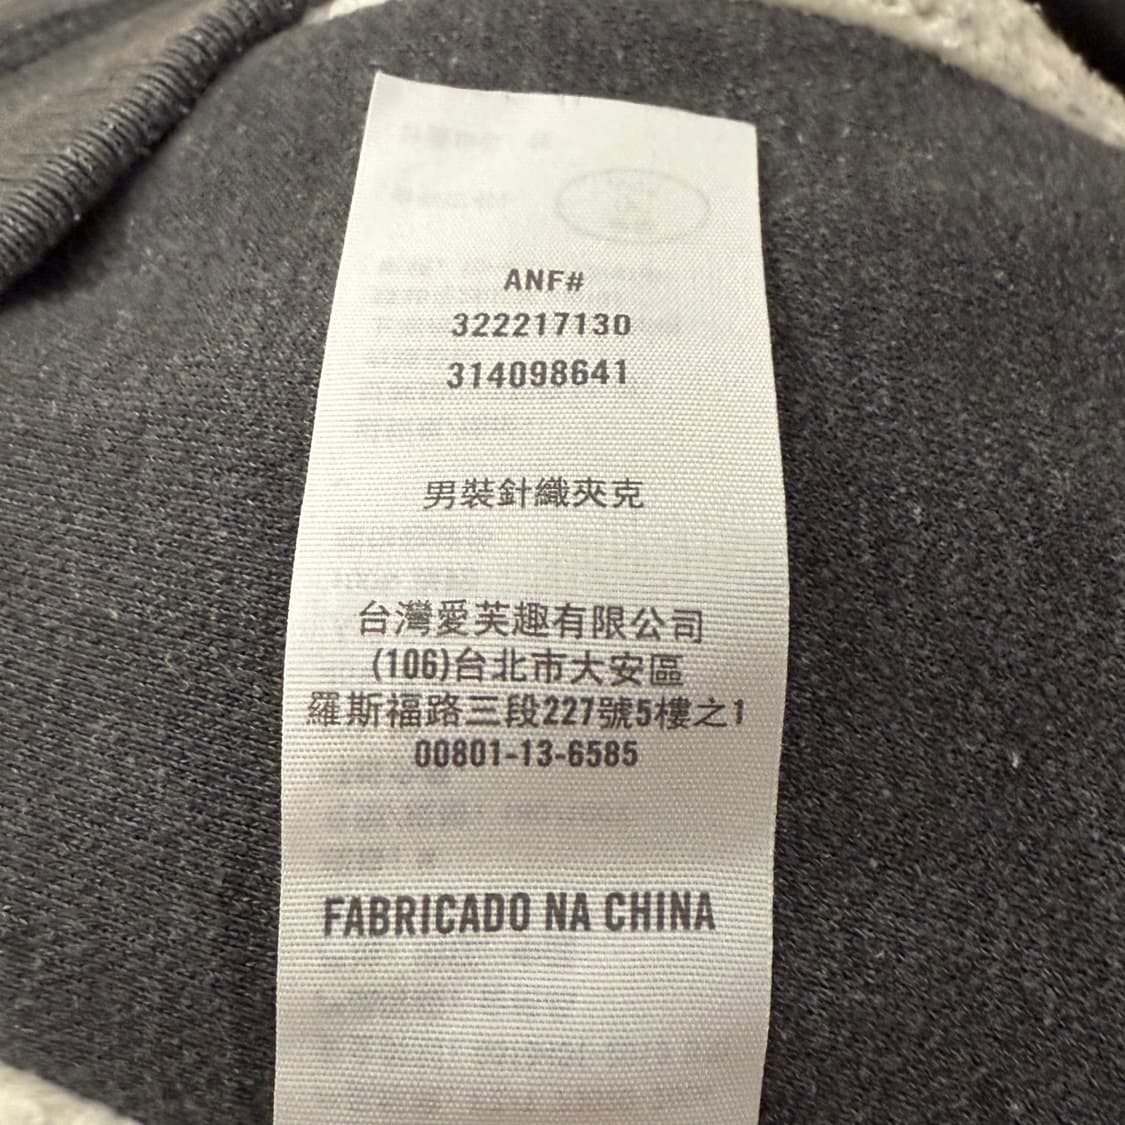 ANF#
322217130
314098641
男裝針織夾克
台灣愛芙趣有限公司
(106)台北市大安區
羅斯福路三段227號5樓之1
00801-13-6585
FABRICADO NA CHINA